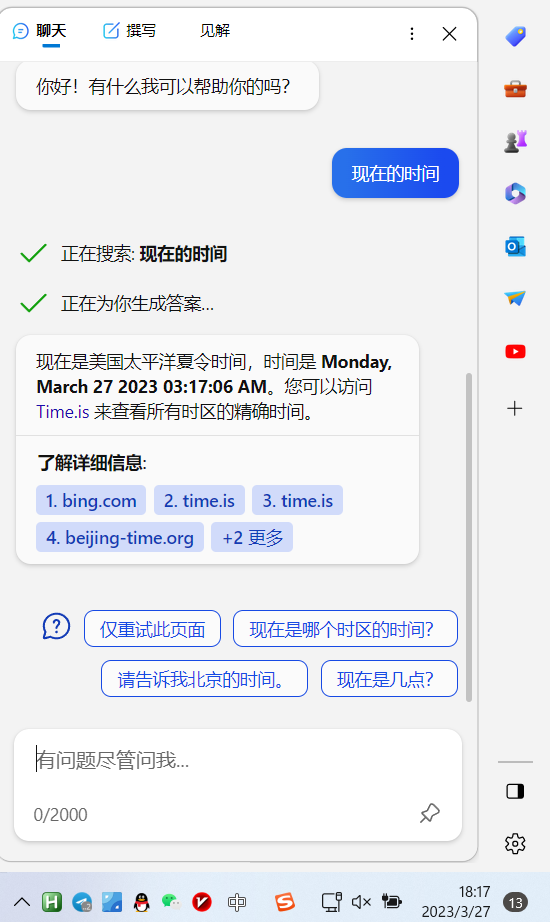 聊天 撰写 见解
你好！有什么我可以帮助你的吗？
现在的时间
正在搜索: 现在的时间
正在为你生成答案...
现在是美国太平洋夏令时间，时间是 Monday,
March 27 2023 03:17:06 AM。您可以访问
Time.is 来查看所有时区的精确时间。
了解详细信息:
1. bing.com 2. time.is 3. time.is
4. beijing-time.org +2 更多
仅重试此页面 现在是哪个时区的时间？
请告诉我北京的时间。 现在是几点？
有问题尽管问我...
0/2000
18:17
2023/3/27
13